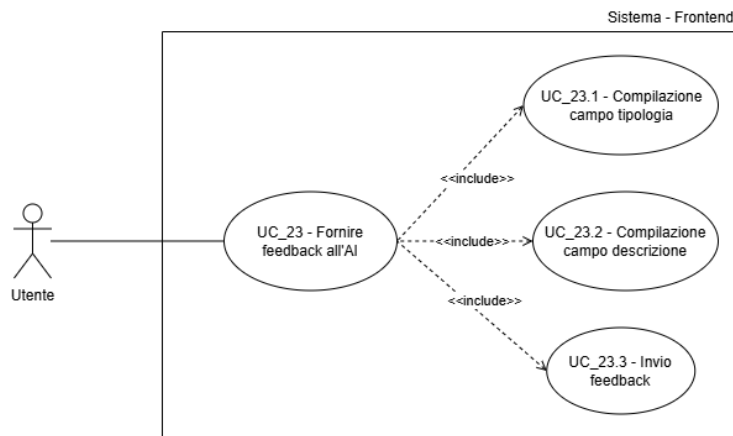 Sistema - Frontend
UC_23.1 - Compilazione
campo tipologia
<<include>>
UC_23 - Fornire
feedback all'AI
<<include>>
UC_23.2 - Compilazione
campo descrizione
Utente
<<include>>
UC_23.3 - Invio
feedback